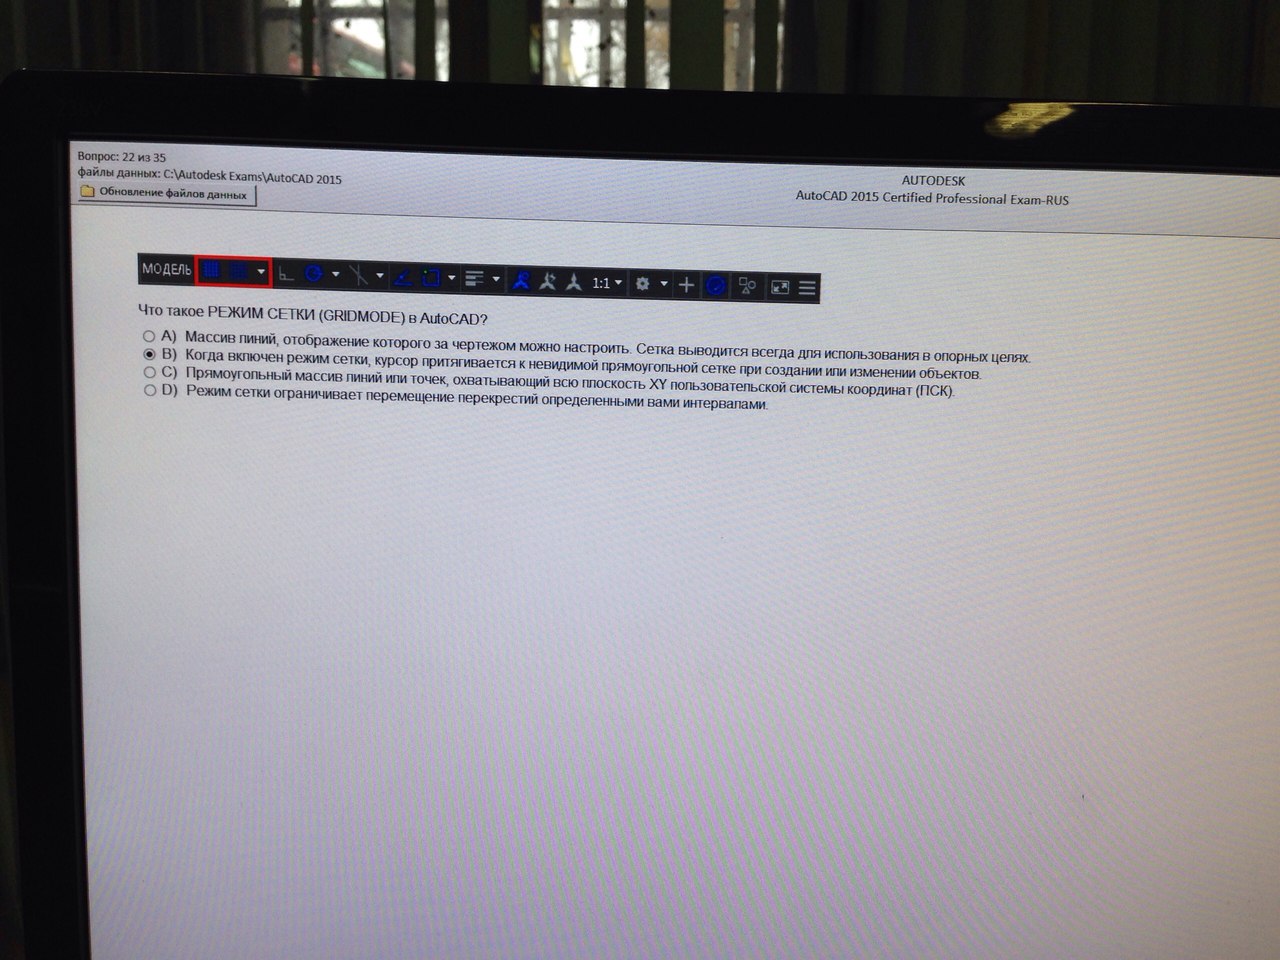 Вопрос: 22 из 35
файлы данных: C:\Autodesk Exams\AutoCAD 2015
Обновление файлов данных
AUTODESK
AutoCAD 2015 Certified Professional Exam-RUS
МОДЕЛЬ 1:1
Что такое РЕЖИМ СЕТКИ (GRIDMODE) в AutoCAD?
A) Массив линий, отображение которого за чертежом можно настроить. Сетка выводится всегда для использования в опорных целях.
B) Когда включен режим сетки, курсор притягивается к невидимой прямоугольной сетке при создании или изменении объектов.
C) Прямоугольный массив линий или точек, охватывающий всю плоскость XY пользовательской системы координат (ПСК).
D) Режим сетки ограничивает перемещение перекрестий определенными вами интервалами.